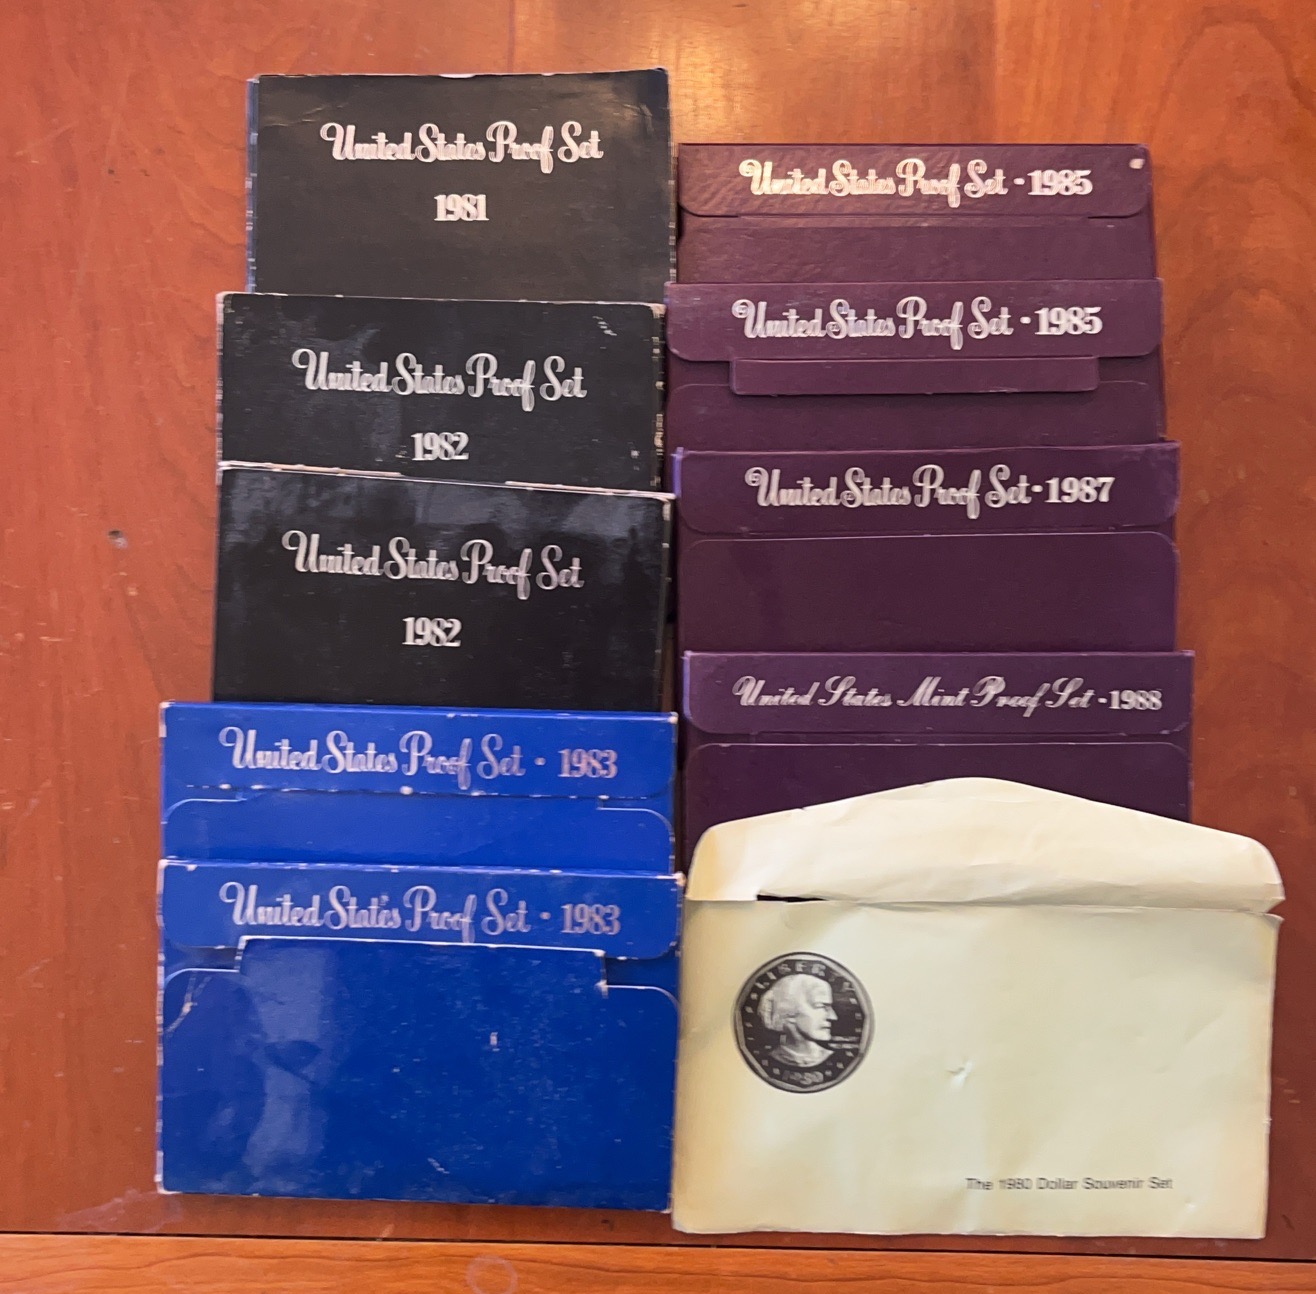 United States Proof Set
1981
United States Proof Set
1982
United States Proof Set
1982
United States Proof Set · 1983
United States Proof Set · 1983
United States Proof Set · 1985
United States Proof Set · 1985
United States Proof Set · 1987
United States Mint Proof Set · 1988
LIBERTY
1980
The 1980 Dollar Souvenir Set